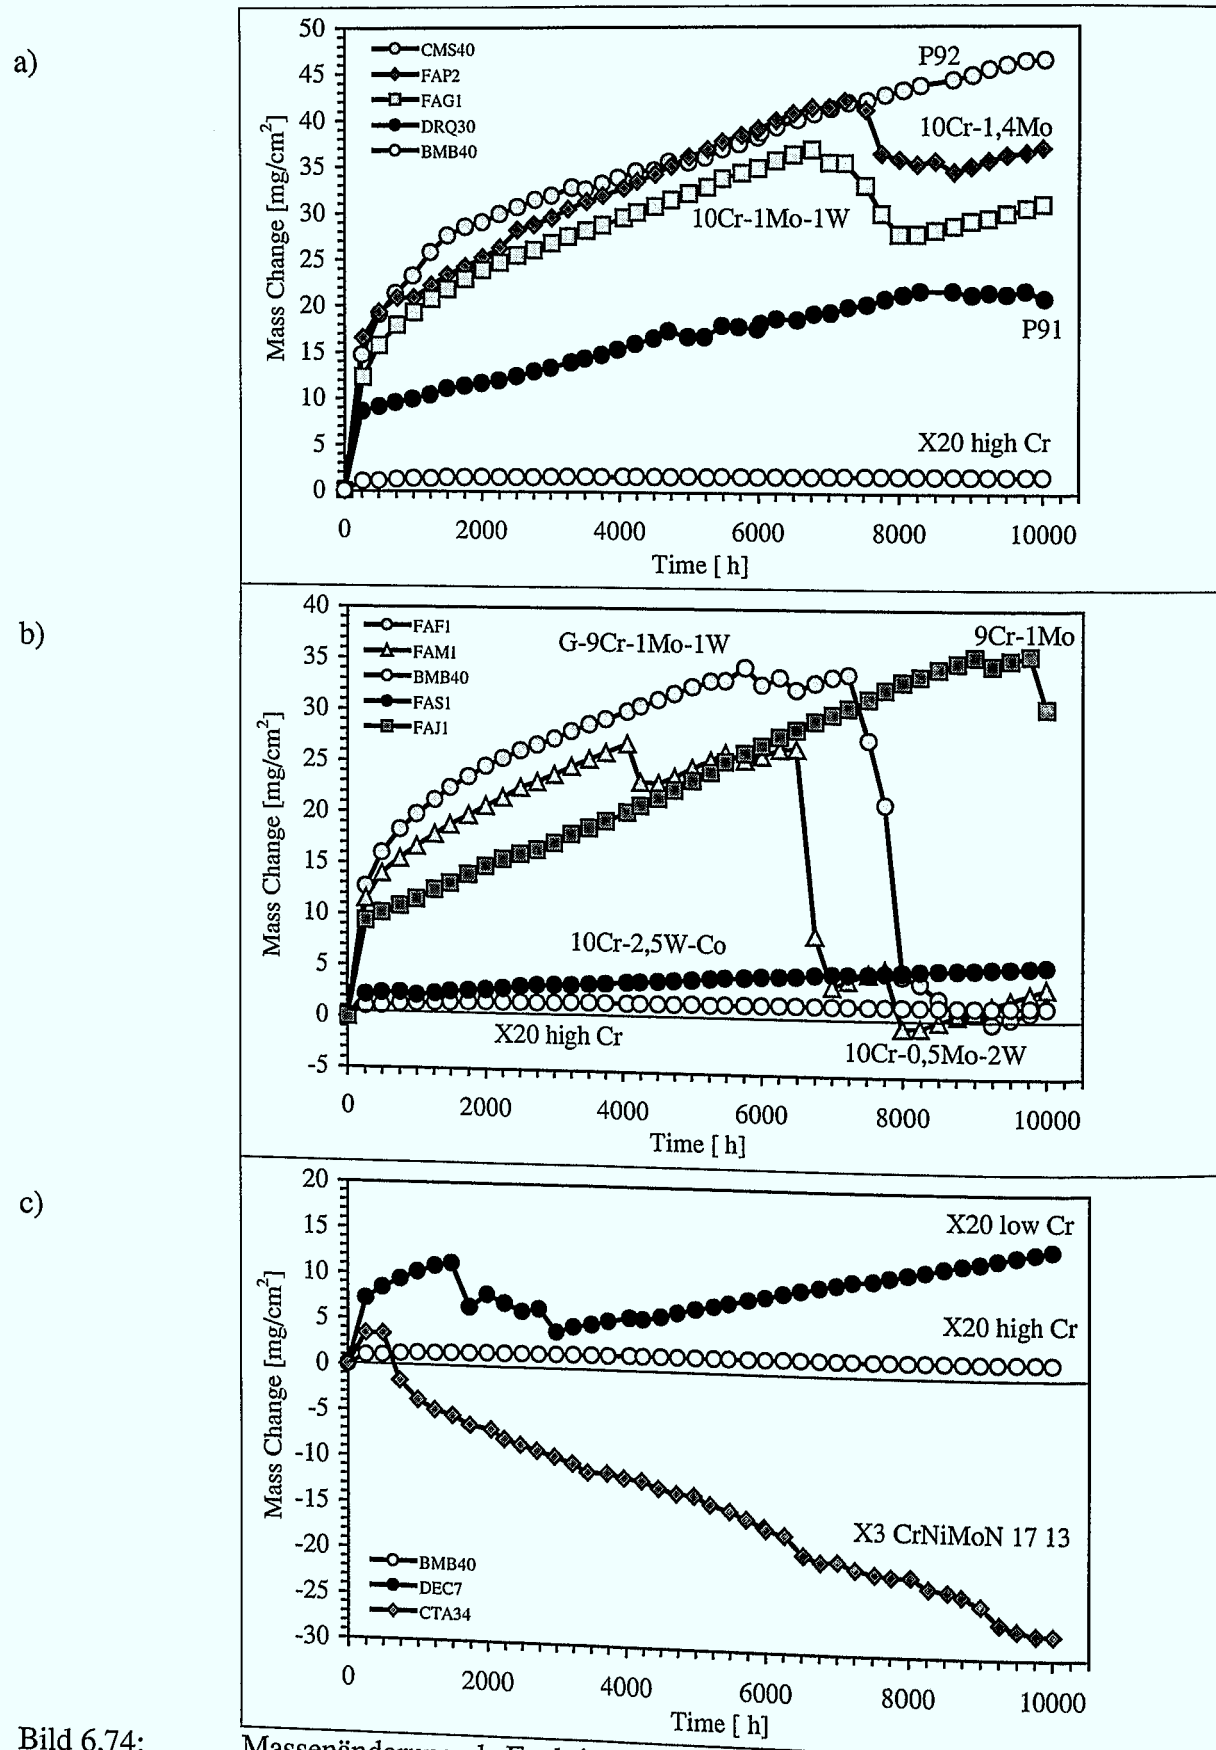 a)
50
45
40
35
30
25
20
15
10
5
0
Mass Change [mg/cm²]
CMS40
FAP2
FAG1
DRQ30
BMB40
P92
10Cr-1,4Mo
10Cr-1Mo-1W
P91
X20 high Cr
0 2000 4000 6000 8000 10000
Time [ h]
b)
40
35
30
25
20
15
10
5
0
-5
Mass Change [mg/cm²]
FAF1
FAM1
BMB40
FAS1
FAJ1
G-9Cr-1Mo-1W
9Cr-1Mo
10Cr-2,5W-Co
X20 high Cr
10Cr-0,5Mo-2W
0 2000 4000 6000 8000 10000
Time [ h]
c)
20
15
10
5
0
-5
-10
-15
-20
-25
-30
Mass Change [mg/cm²]
X20 low Cr
X20 high Cr
X3 CrNiMoN 17 13
BMB40
DEC7
CTA34
0 2000 4000 6000 8000 10000
Time [ h]
Bild 6.74: